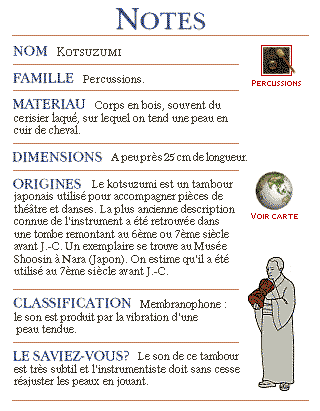 NOTES
NOM KOTSUZUMI
FAMILLE Percussions.
PERCUSSIONS
MATERIAU Corps en bois, souvent du
cerisier laqué, sur lequel on tend une peau en
cuir de cheval.
DIMENSIONS A peu près 25 cm de longueur.
ORIGINES Le kotsuzumi est un tambour
japonais utilisé pour accompagner pièces de
théâtre et danses. La plus ancienne description
connue de l'instrument a été retrouvée dans
une tombe remontant au 6ème ou 7ème siècle
avant J.-C. Un exemplaire se trouve au Musée
Shoosin à Nara (Japon). On estime qu'il a été
utilisé au 7ème siècle avant J.-C.
VOIR CARTE
CLASSIFICATION Membranophone :
le son est produit par la vibration d'une
peau tendue.
LE SAVIEZ-VOUS? Le son de ce tambour
est très subtil et l'instrumentiste doit sans cesse
réajuster les peaux en jouant.